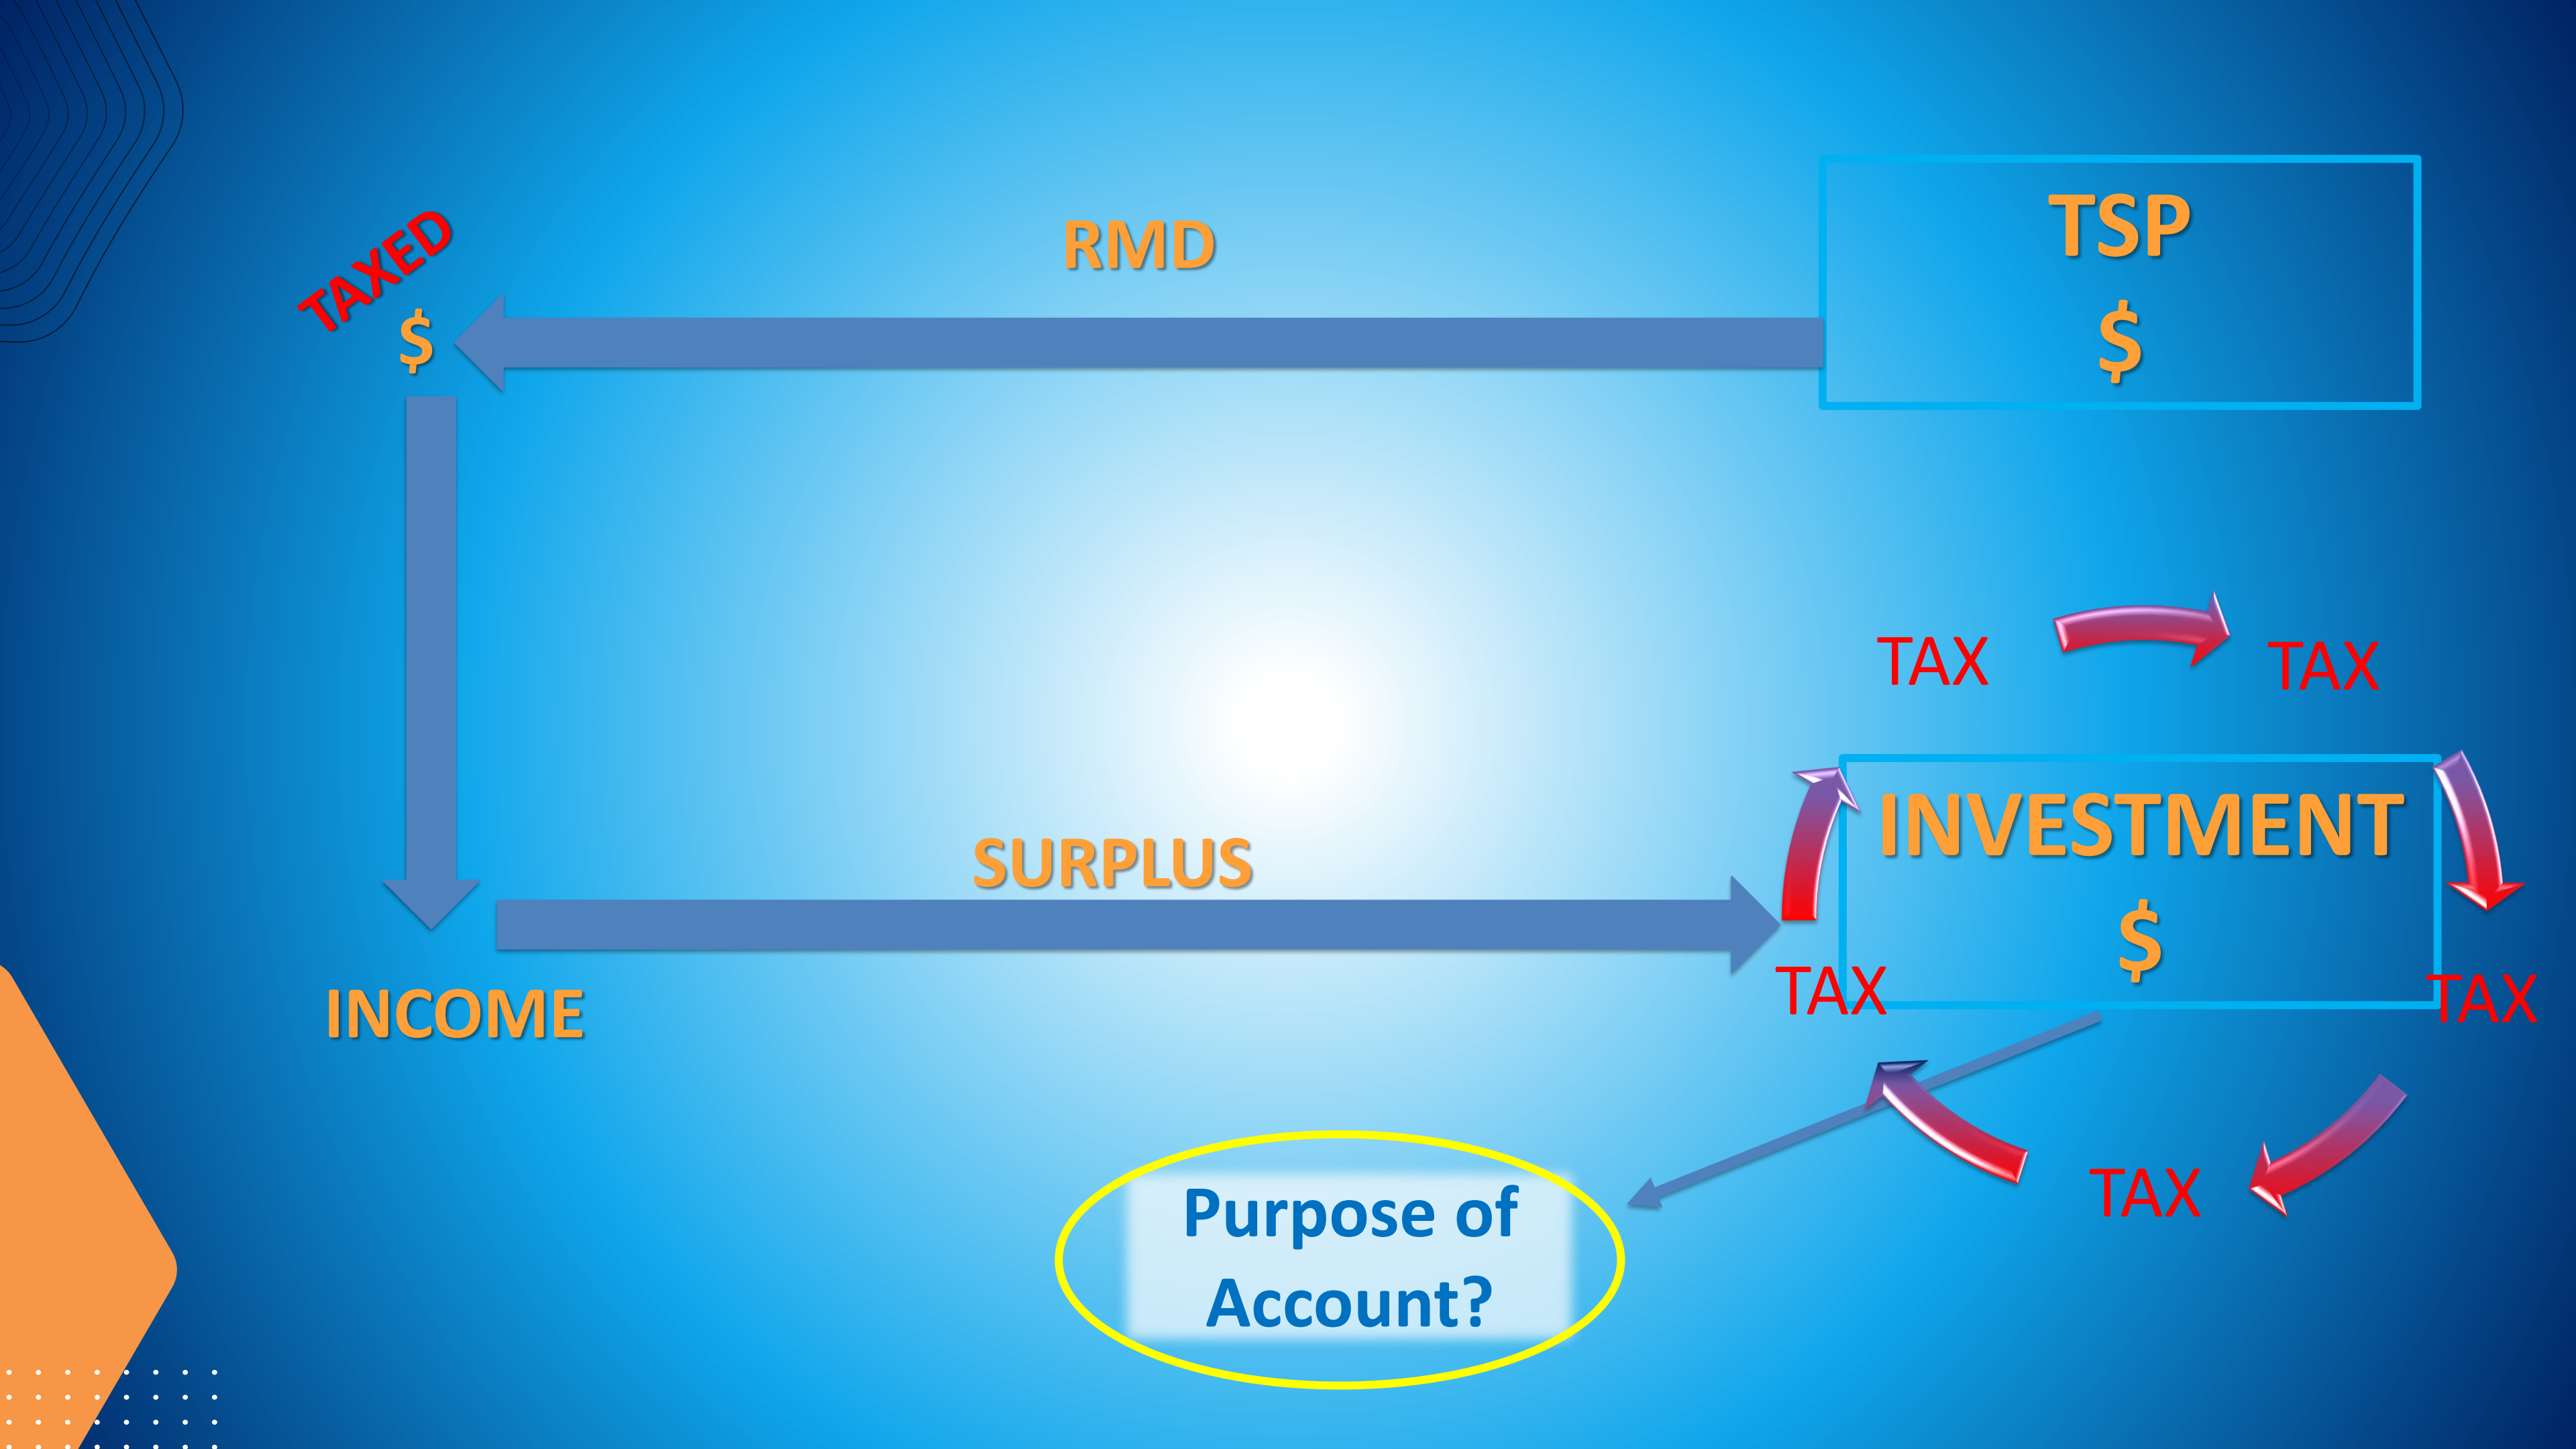 TSP
$
RMD
TAXED
$
TAX
TAX
INVESTMENT
$
SURPLUS
TAX
TAX
INCOME
TAX
Purpose of
Account?